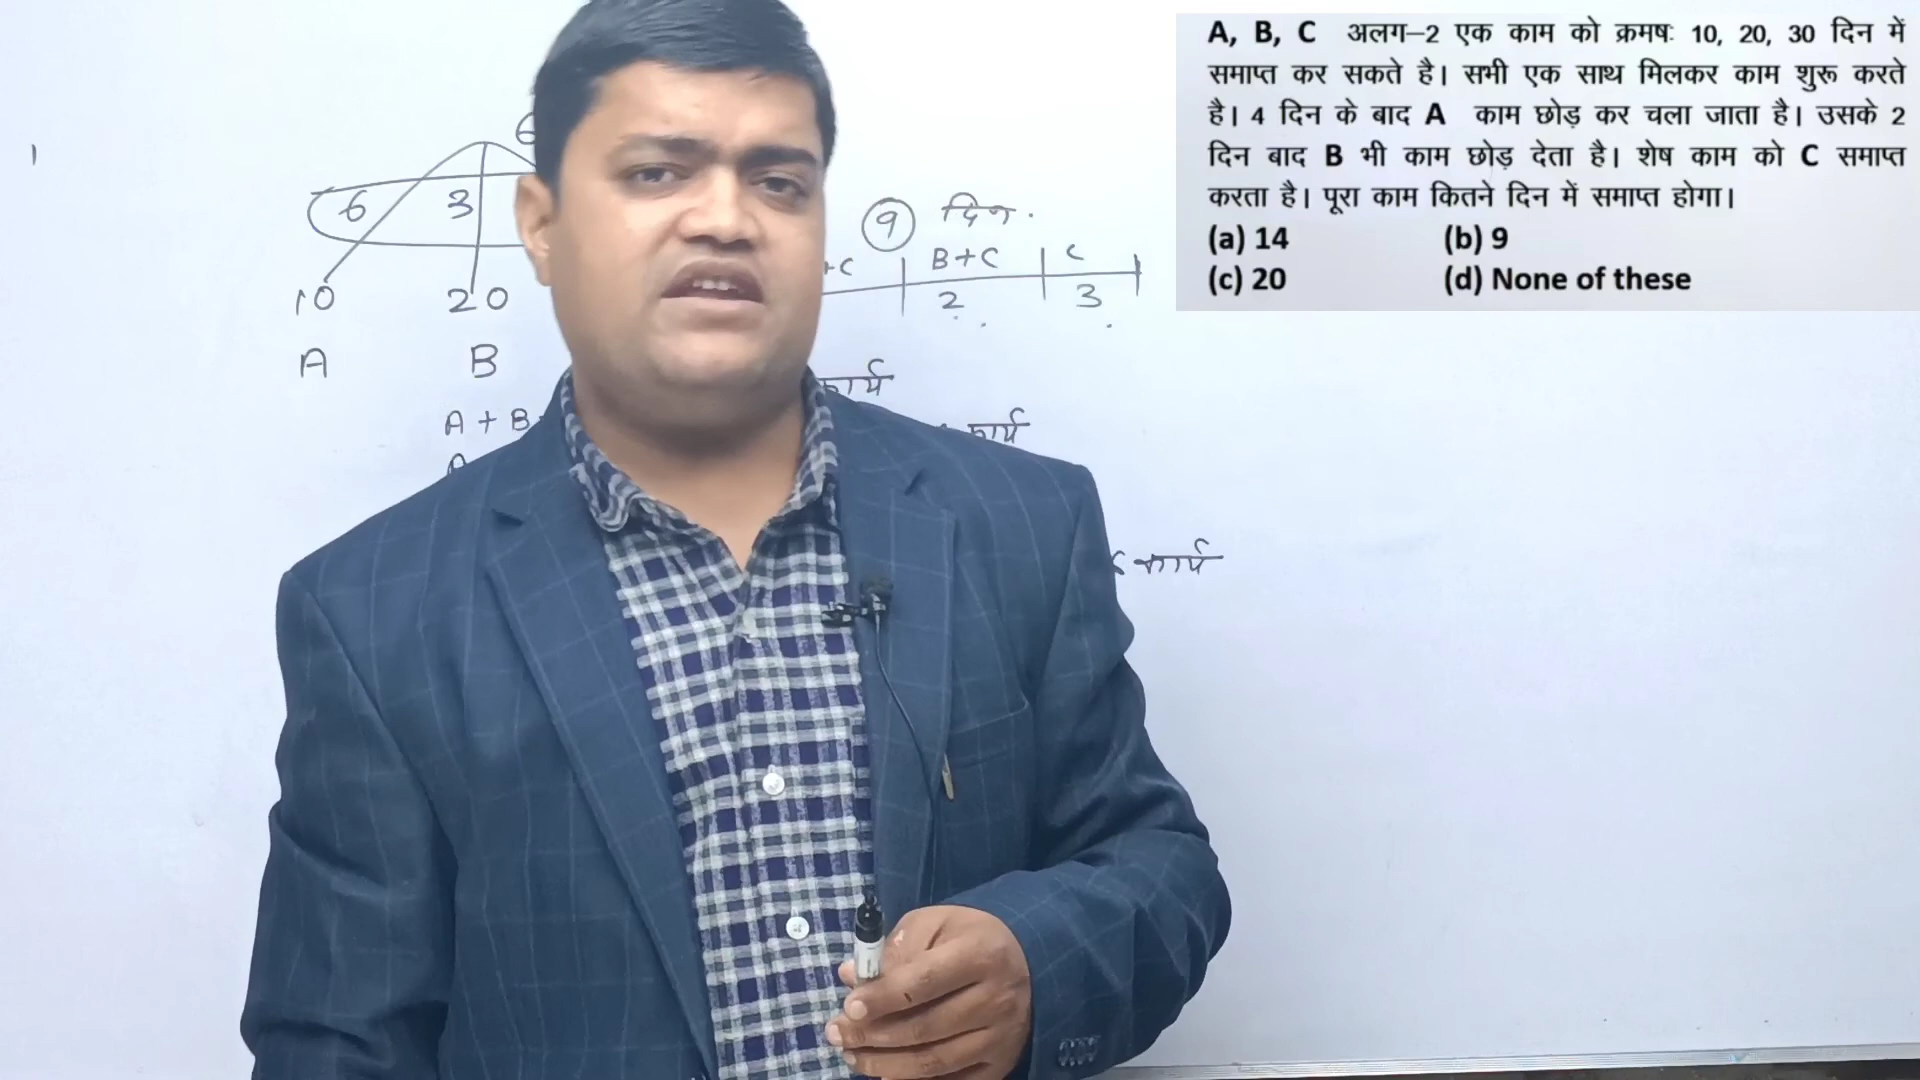 A, B, C अलग–2 एक काम को क्रमषः 10, 20, 30 दिन में
समाप्त कर सकते है। सभी एक साथ मिलकर काम शुरू करते
है। 4 दिन के बाद A काम छोड़ कर चला जाता है। उसके 2
दिन बाद B भी काम छोड़ देता है। शेष काम को C समाप्त
करता है। पूरा काम कितने दिन में समाप्त होगा।
(a) 14 (b) 9
(c) 20 (d) None of these
6
6 3
10 20
A B
A + B
9 दिन.
+C B+C C
2 3
कार्य
कार्य
कार्य